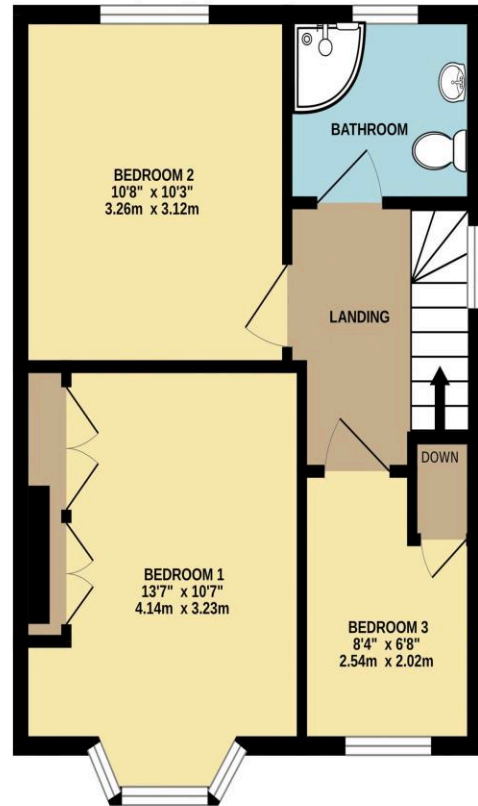 BATHROOM
BEDROOM 2
10'8" x 10'3"
3.26m x 3.12m
LANDING
DOWN
BEDROOM 1
13'7" x 10'7"
4.14m x 3.23m
BEDROOM 3
8'4" x 6'8"
2.54m x 2.02m